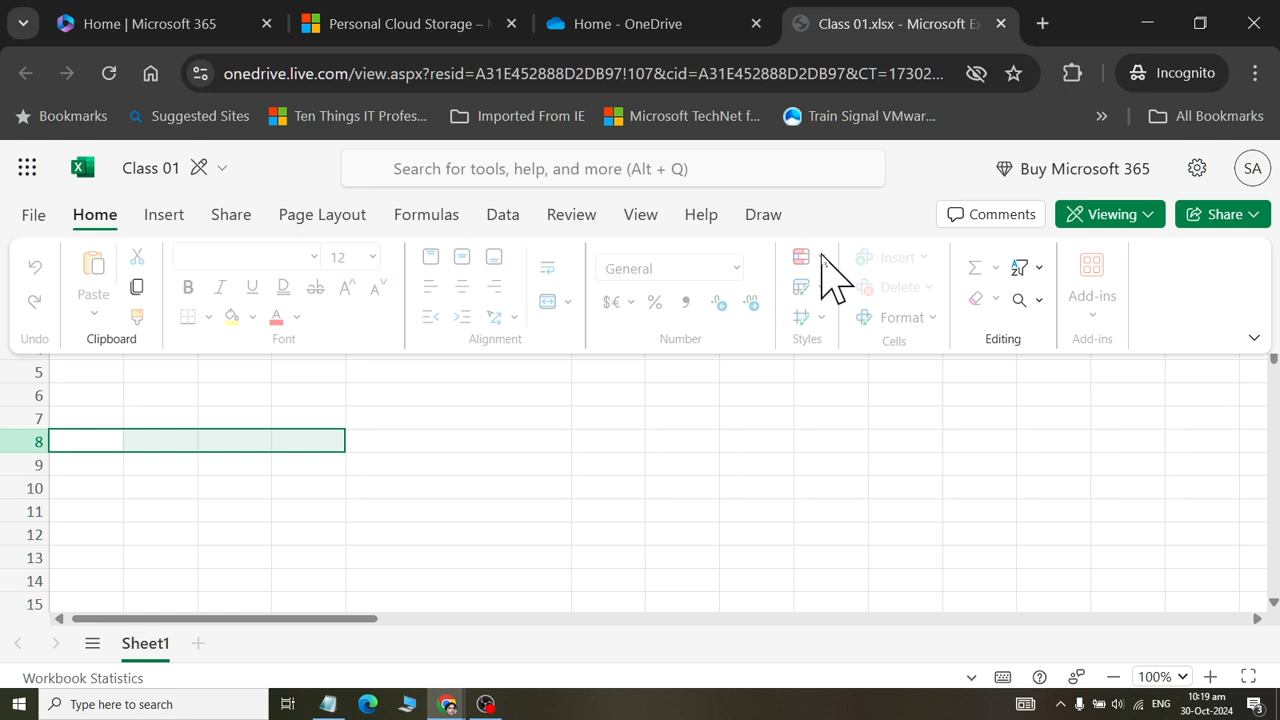 Home | Microsoft 365
Personal Cloud Storage –
Home - OneDrive
Class 01.xlsx - Microsoft Ex
onedrive.live.com/view.aspx?resid=A31E452888D2DB97!107&cid=A31E452888D2DB97&CT=17302...
Incognito
Bookmarks
Suggested Sites
Ten Things IT Profes...
Imported From IE
Microsoft TechNet f...
Train Signal VMwar...
»
All Bookmarks
Class 01
Search for tools, help, and more (Alt + Q)
Buy Microsoft 365
SA
File
Home
Insert
Share
Page Layout
Formulas
Data
Review
View
Help
Draw
Comments
Viewing
Share
Paste
12
B I U D ab A A
A
General
$€ % 9 .00
Insert
Delete
Format
Σ
Add-ins
Undo
Clipboard
Font
Alignment
Number
Styles
Cells
Editing
Add-ins
5
6
7
8
9
10
11
12
13
14
15
Sheet1
Workbook Statistics
100%
Type here to search
ENG
10:19 am
30-Oct-2024
3